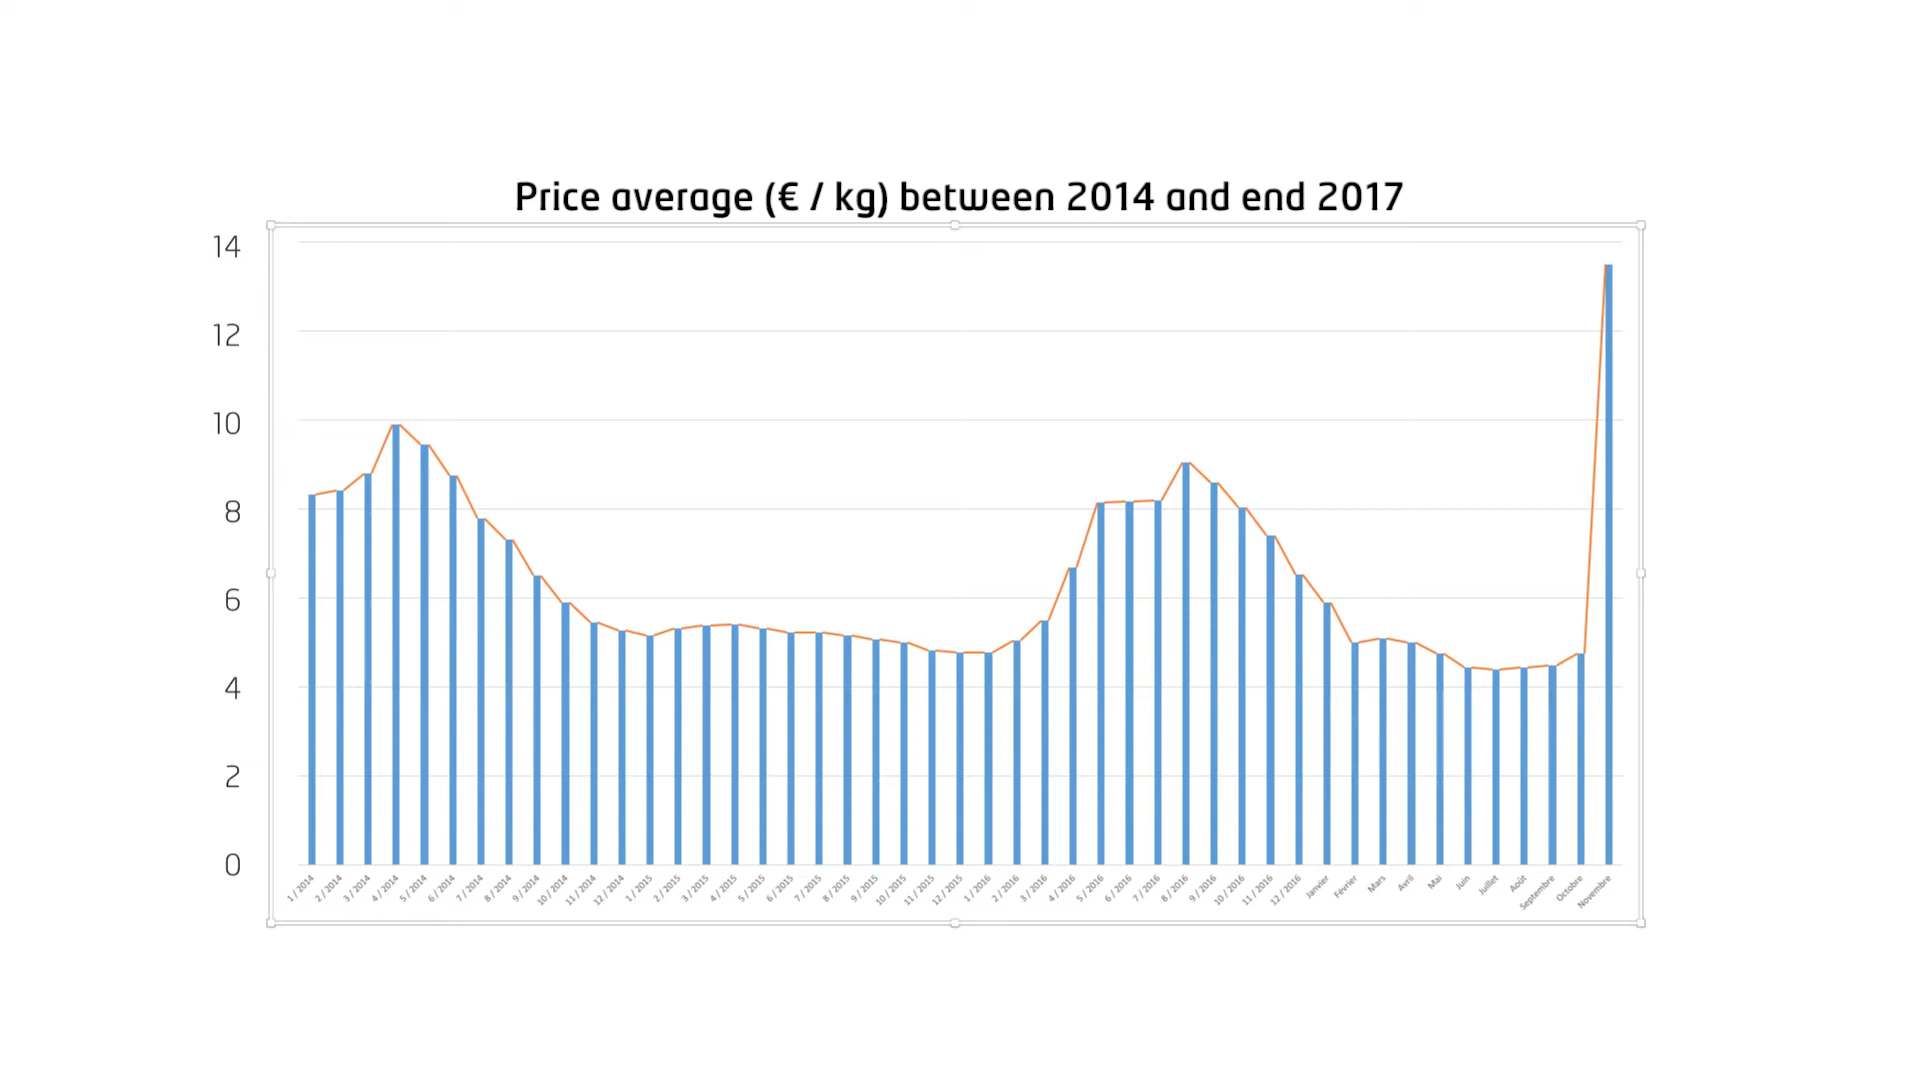 Price average (€ / kg) between 2014 and end 2017
14
12
10
8
6
4
2
0
1 / 2014
2 / 2014
3 / 2014
4 / 2014
5 / 2014
6 / 2014
7 / 2014
8 / 2014
9 / 2014
10 / 2014
11 / 2014
12 / 2014
1 / 2015
2 / 2015
3 / 2015
4 / 2015
5 / 2015
6 / 2015
7 / 2015
8 / 2015
9 / 2015
10 / 2015
11 / 2015
12 / 2015
1 / 2016
2 / 2016
3 / 2016
4 / 2016
5 / 2016
6 / 2016
7 / 2016
8 / 2016
9 / 2016
10 / 2016
11 / 2016
12 / 2016
Janvier
Février
Mars
Avril
Mai
Juin
Juillet
Août
Septembre
Octobre
Novembre